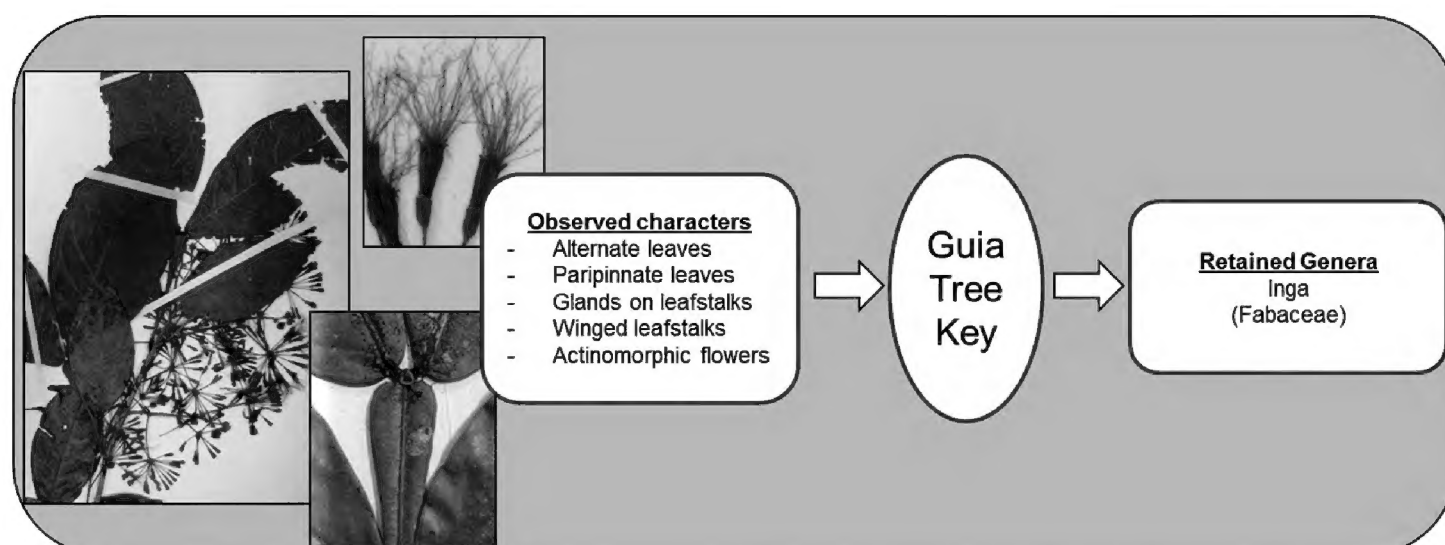 Observed characters
- Alternate leaves
- Paripinnate leaves
- Glands on leafstalks
- Winged leafstalks
- Actinomorphic flowers
Guia
Tree
Key
Retained Genera
Inga
(Fabaceae)